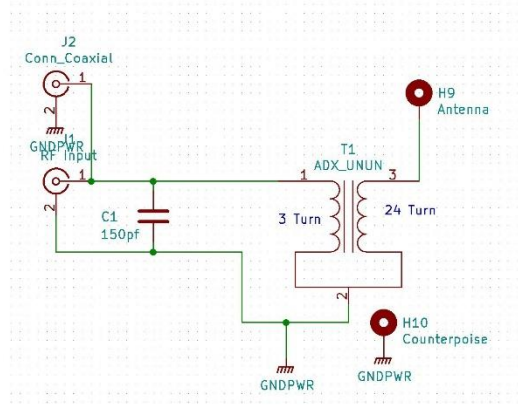 J2
Conn_Coaxial
1
2
GNDPWR
J1
RF Input
1
2
C1
150pf
T1
ADX_UNUN
1
3
3 Turn
24 Turn
2
H9
Antenna
H10
Counterpoise
GNDPWR
GNDPWR